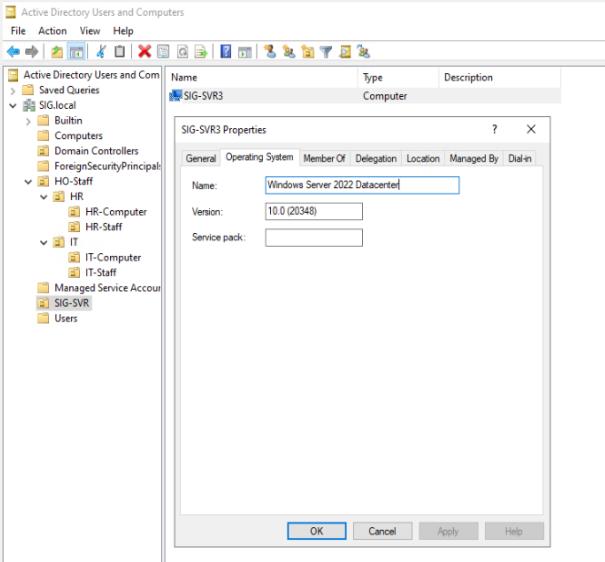 Active Directory Users and Computers
File Action View Help
Active Directory Users and Com
Saved Queries
SIG.local
Builtin
Computers
Domain Controllers
ForeignSecurityPrincipals
HO-Staff
HR
HR-Computer
HR-Staff
IT
IT-Computer
IT-Staff
Managed Service Accour
SIG-SVR
Users
Name Type Description
SIG-SVR3 Computer
SIG-SVR3 Properties
? X
General Operating System Member Of Delegation Location Managed By Dial-in
Name: Windows Server 2022 Datacenter
Version: 10.0 (20348)
Service pack:
OK Cancel Apply Help